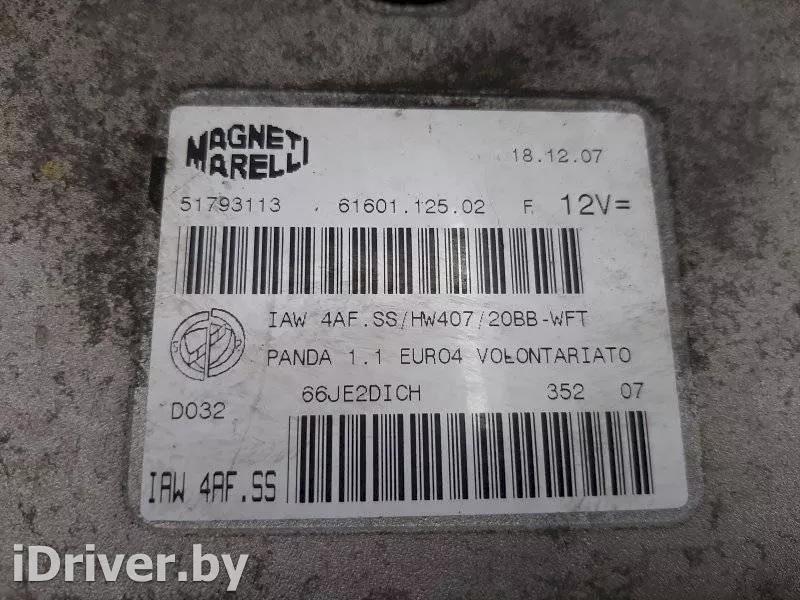 MAGNETI
MARELLI
18.12.07
51793113 . 61601.125.02 F. 12V=
IAW 4AF.SS/HW407/20BB-WFT
PANDA 1.1 EURO4 VOLONTARIATO
66JE2DICH 352 07
D032
IAW 4AF.SS
iDriver.by